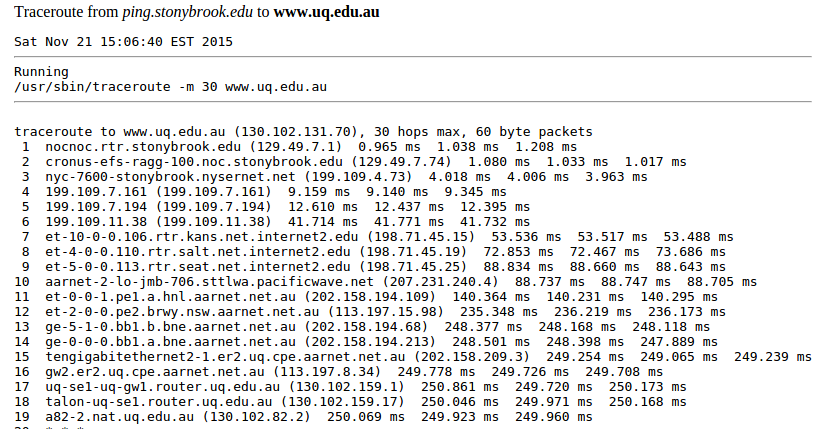 Traceroute from ping.stonybrook.edu to www.uq.edu.au
Sat Nov 21 15:06:40 EST 2015
Running
/usr/sbin/traceroute -m 30 www.uq.edu.au
traceroute to www.uq.edu.au (130.102.131.70), 30 hops max, 60 byte packets
1 nocnoc.rtr.stonybrook.edu (129.49.7.1) 0.965 ms 1.038 ms 1.208 ms
2 cronus-efs-ragg-100.noc.stonybrook.edu (129.49.7.74) 1.080 ms 1.033 ms 1.017 ms
3 nyc-7600-stonybrook.nysernet.net (199.109.4.73) 4.018 ms 4.006 ms 3.963 ms
4 199.109.7.161 (199.109.7.161) 9.159 ms 9.140 ms 9.345 ms
5 199.109.7.194 (199.109.7.194) 12.610 ms 12.437 ms 12.395 ms
6 199.109.11.38 (199.109.11.38) 41.714 ms 41.771 ms 41.732 ms
7 et-10-0-0.106.rtr.kans.net.internet2.edu (198.71.45.15) 53.536 ms 53.517 ms 53.488 ms
8 et-4-0-0.110.rtr.salt.net.internet2.edu (198.71.45.19) 72.853 ms 72.467 ms 73.686 ms
9 et-5-0-0.113.rtr.seat.net.internet2.edu (198.71.45.25) 88.834 ms 88.660 ms 88.643 ms
10 aarnet-2-lo-jmb-706.sttlwa.pacificwave.net (207.231.240.4) 88.737 ms 88.747 ms 88.705 ms
11 et-0-0-1.pe1.a.hnl.aarnet.net.au (202.158.194.109) 140.364 ms 140.231 ms 140.295 ms
12 et-2-0-0.pe2.brwy.nsw.aarnet.net.au (113.197.15.98) 235.348 ms 236.219 ms 236.173 ms
13 ge-5-1-0.bb1.b.bne.aarnet.net.au (202.158.194.68) 248.377 ms 248.168 ms 248.118 ms
14 ge-0-0-0.bb1.a.bne.aarnet.net.au (202.158.194.213) 248.501 ms 248.398 ms 247.889 ms
15 tengigabitethernet2-1.er2.uq.cpe.aarnet.net.au (202.158.209.3) 249.254 ms 249.065 ms 249.239 ms
16 gw2.er2.uq.cpe.aarnet.net.au (113.197.8.34) 249.778 ms 249.726 ms 249.708 ms
17 uq-se1-uq-gw1.router.uq.edu.au (130.102.159.1) 250.861 ms 249.720 ms 250.173 ms
18 talon-uq-se1.router.uq.edu.au (130.102.159.17) 250.046 ms 249.971 ms 250.168 ms
19 a82-2.nat.uq.edu.au (130.102.82.2) 250.069 ms 249.923 ms 249.960 ms